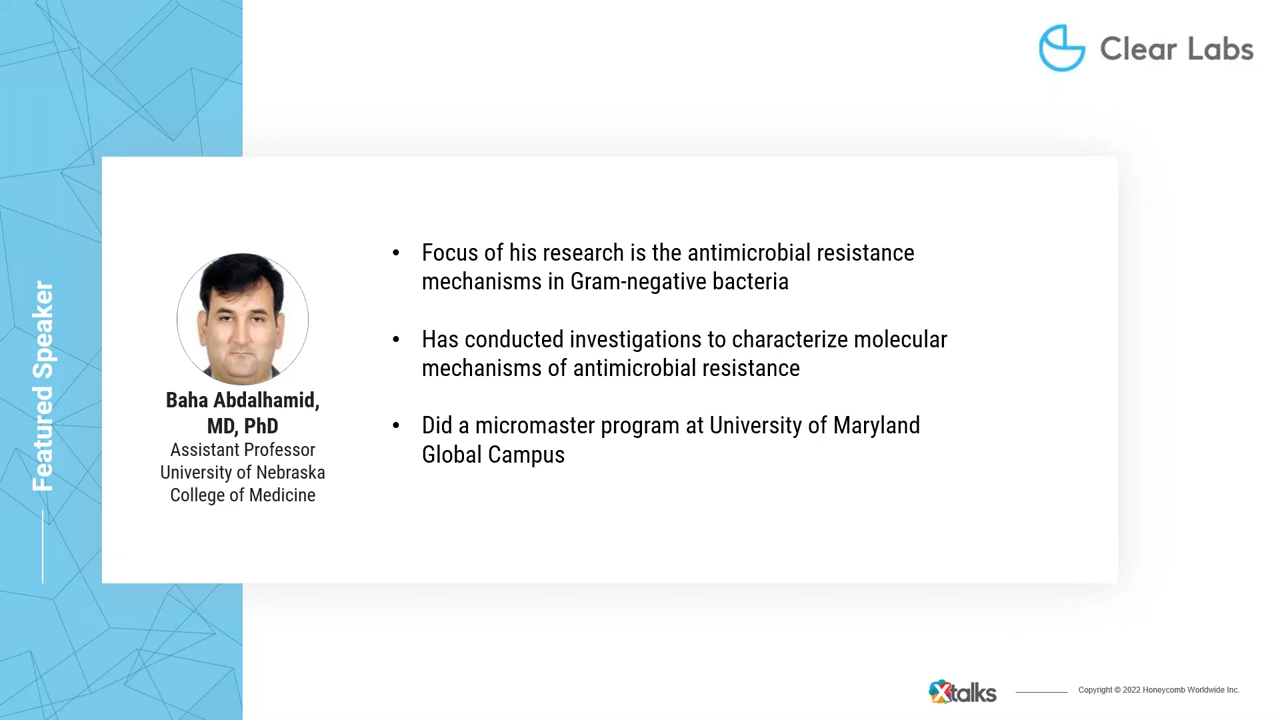 Clear Labs
Featured Speaker
Baha Abdalhamid,
MD, PhD
Assistant Professor
University of Nebraska
College of Medicine
• Focus of his research is the antimicrobial resistance
mechanisms in Gram-negative bacteria
• Has conducted investigations to characterize molecular
mechanisms of antimicrobial resistance
• Did a micromaster program at University of Maryland
Global Campus
Xtalks
Copyright © 2022 Honeycomb Worldwide Inc.